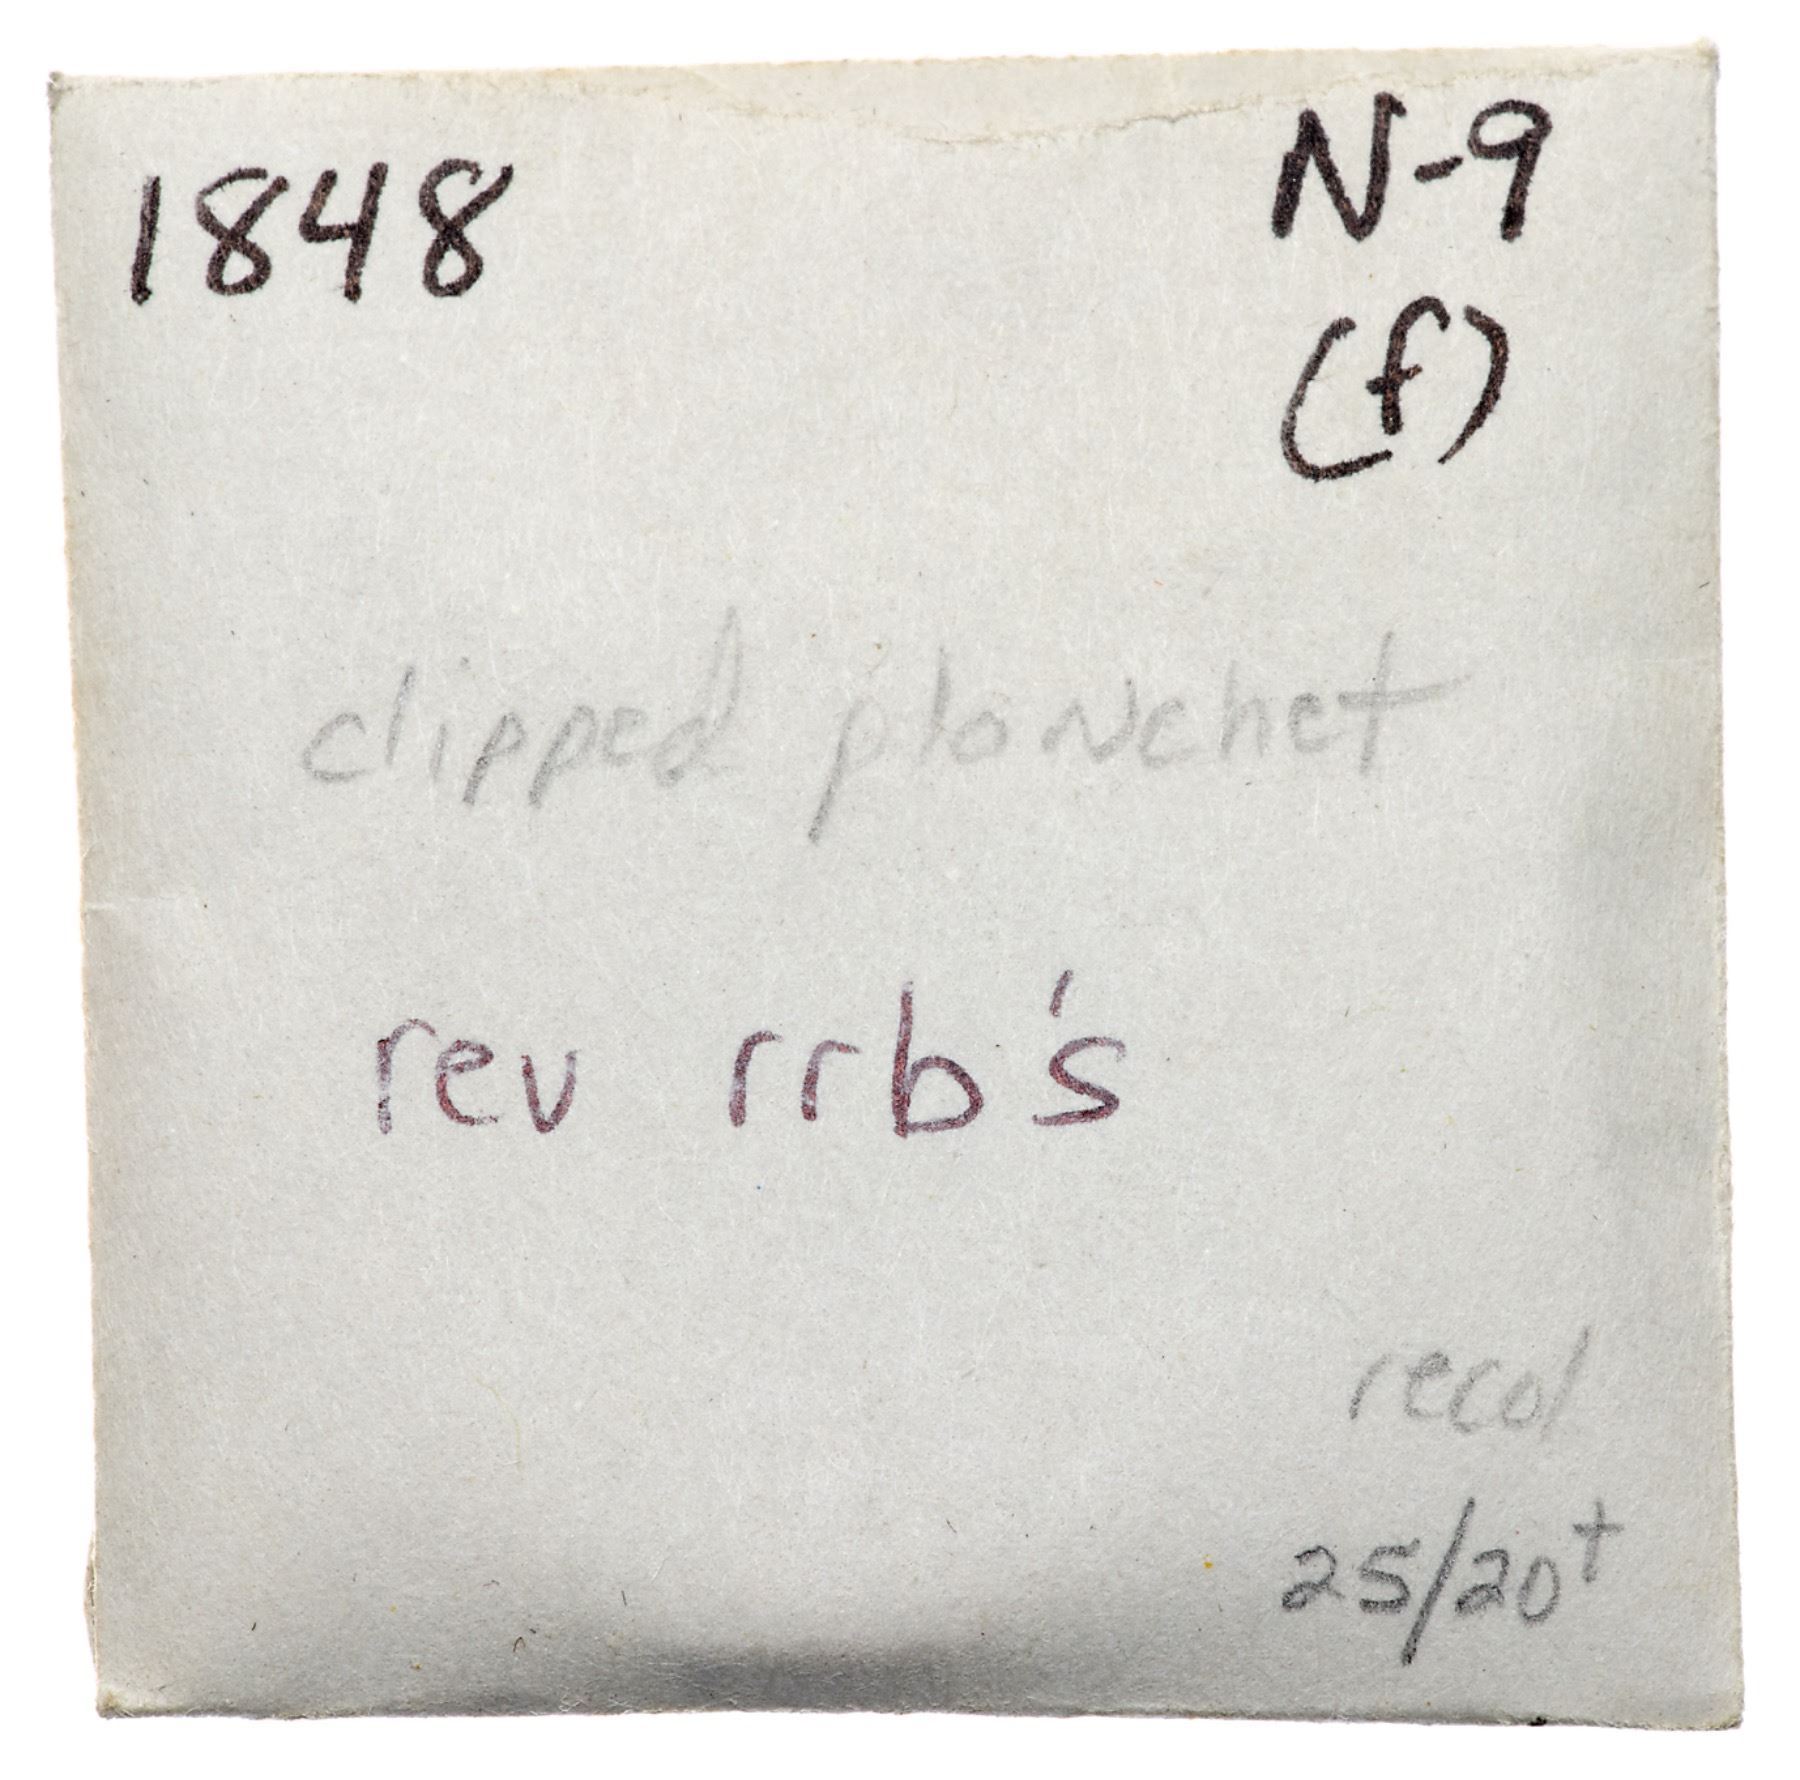 1848 N-9
(f)
clipped planchet
rev rrb's
recol
25/20+